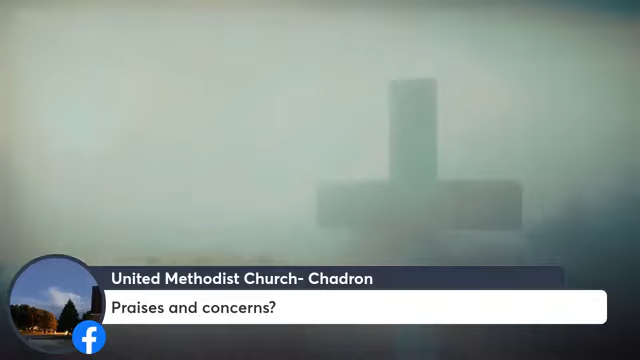 United Methodist Church- Chadron
Praises and concerns?